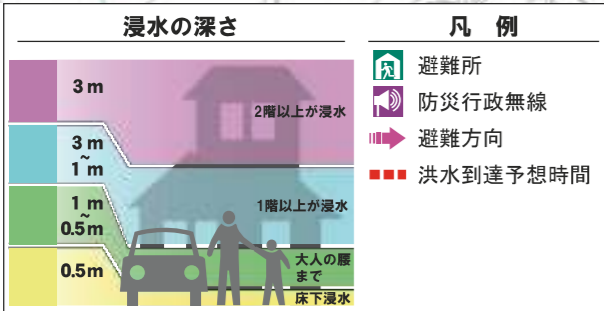 浸水の深さ
3m
2階以上が浸水
3m
~
1m
1階以上が浸水
1m
~
0.5m
大人の腰
まで
0.5m
床下浸水
凡 例
避難所
防災行政無線
避難方向
洪水到達予想時間